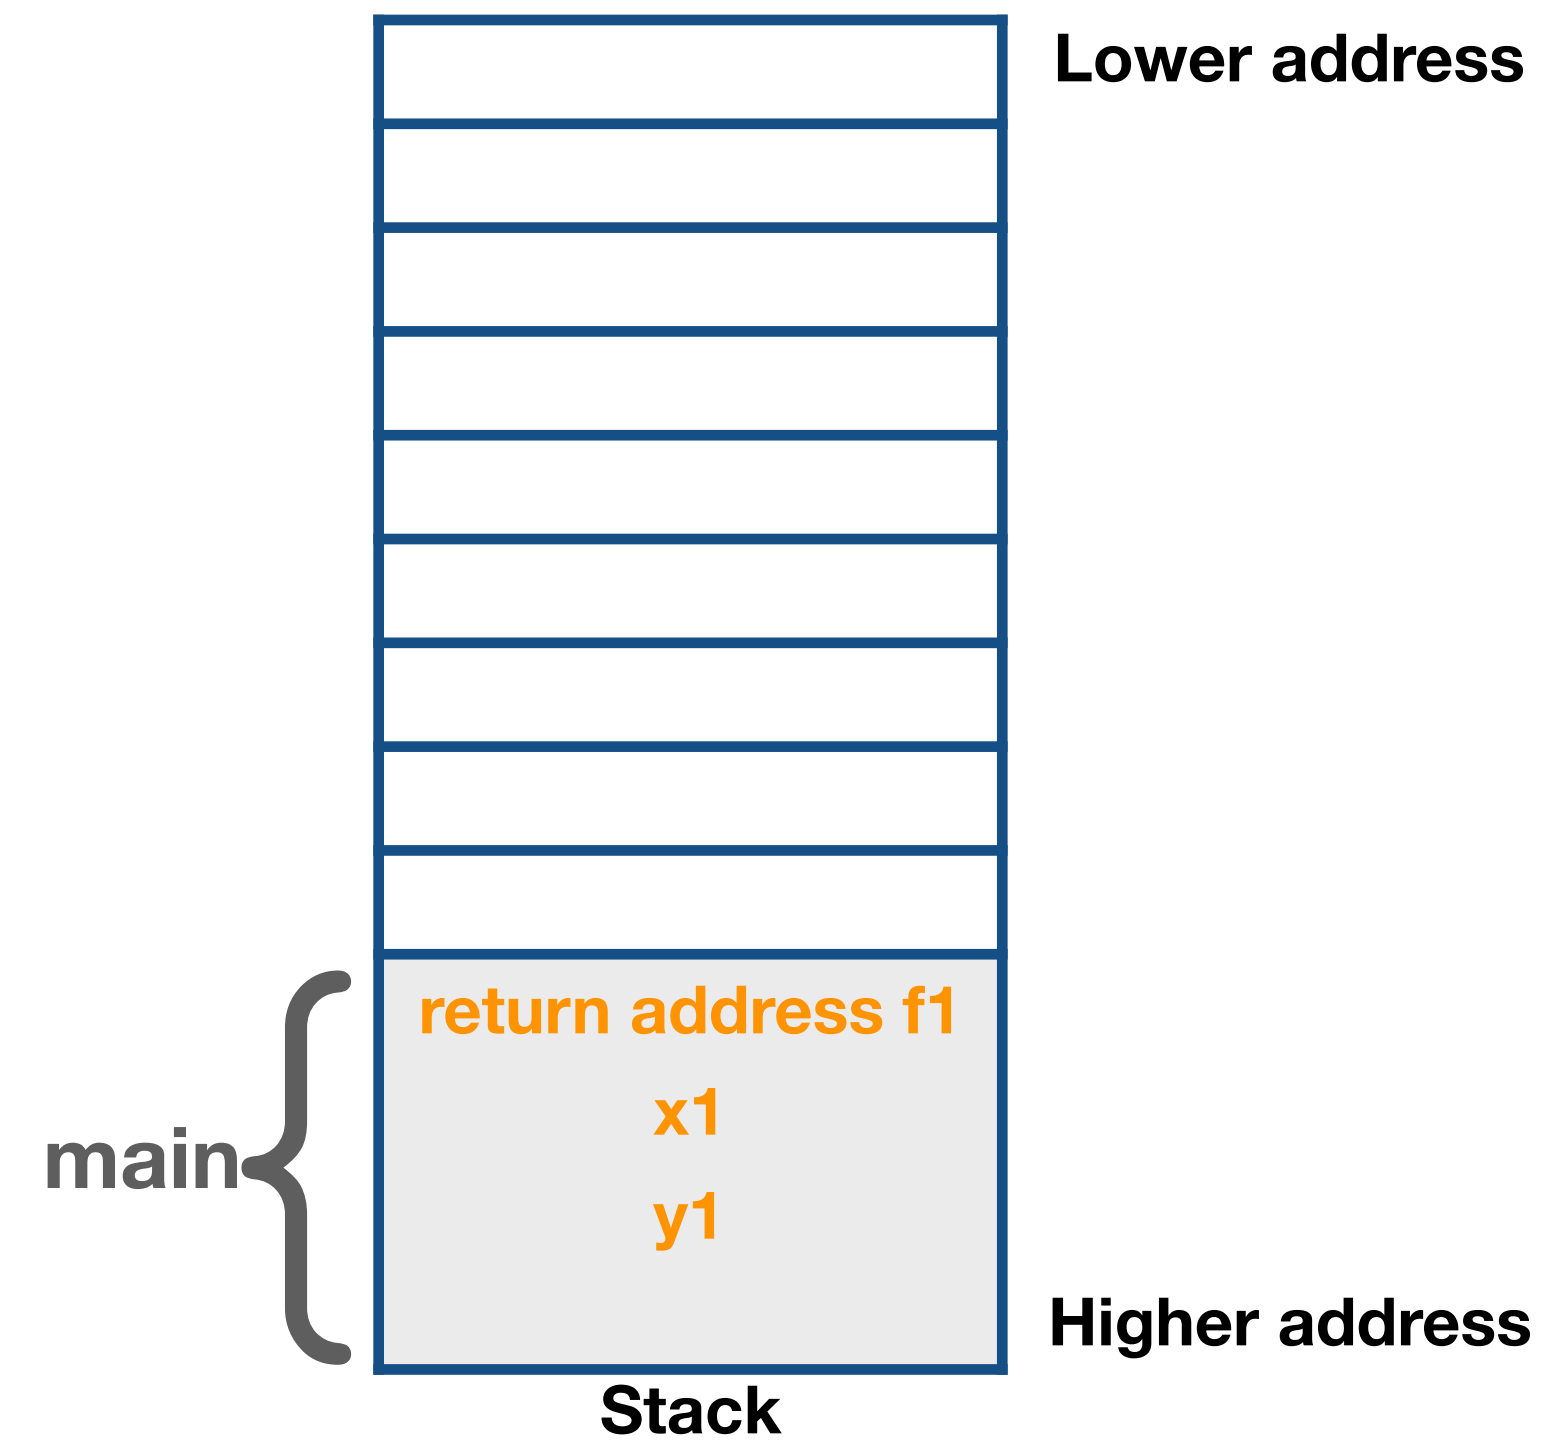 Lower address
return address f1
x1
main
y1
Higher address
Stack